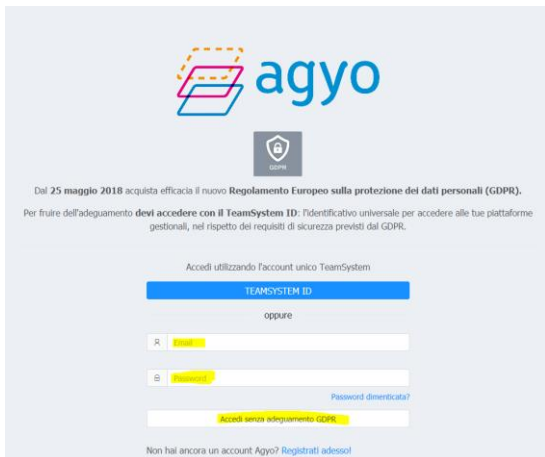 agyo
GDPR
Dal 25 maggio 2018 acquista efficacia il nuovo Regolamento Europeo sulla protezione dei dati personali (GDPR).
Per fruire dell'adeguamento devi accedere con il TeamSystem ID: l'identificativo universale per accedere alle tue piattaforme
gestionali, nel rispetto dei requisiti di sicurezza previsti dal GDPR.
Accedi utilizzando l'account unico TeamSystem
TEAMSYSTEM ID
oppure
Email
Password
Password dimenticata?
Accedi senza adeguamento GDPR
Non hai ancora un account Agyo? Registrati adesso!